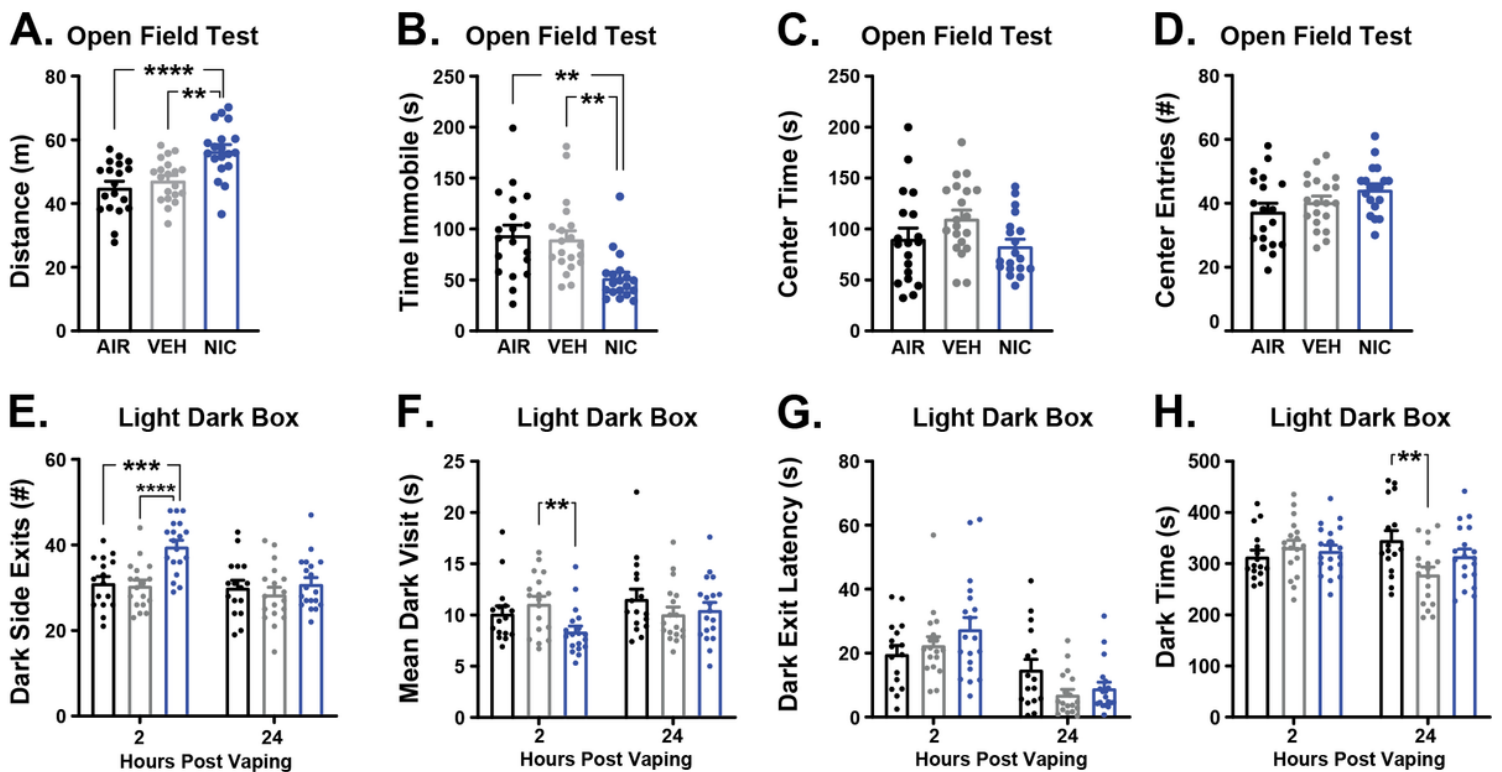 A. Open Field Test
Distance (m)
80
60
40
20
0
****
**
AIR VEH NIC
B. Open Field Test
Time Immobile (s)
250
200
150
100
50
0
**
**
AIR VEH NIC
C. Open Field Test
Center Time (s)
250
200
150
100
50
0
AIR VEH NIC
D. Open Field Test
Center Entries (#)
80
60
40
20
0
AIR VEH NIC
E. Light Dark Box
Dark Side Exits (#)
60
40
20
0
***
****
2 24
Hours Post Vaping
F. Light Dark Box
Mean Dark Visit (s)
25
20
15
10
5
0
**
2 24
Hours Post Vaping
G. Light Dark Box
Dark Exit Latency (s)
80
60
40
20
0
2 24
Hours Post Vaping
H. Light Dark Box
Dark Time (s)
500
400
300
200
100
0
**
2 24
Hours Post Vaping